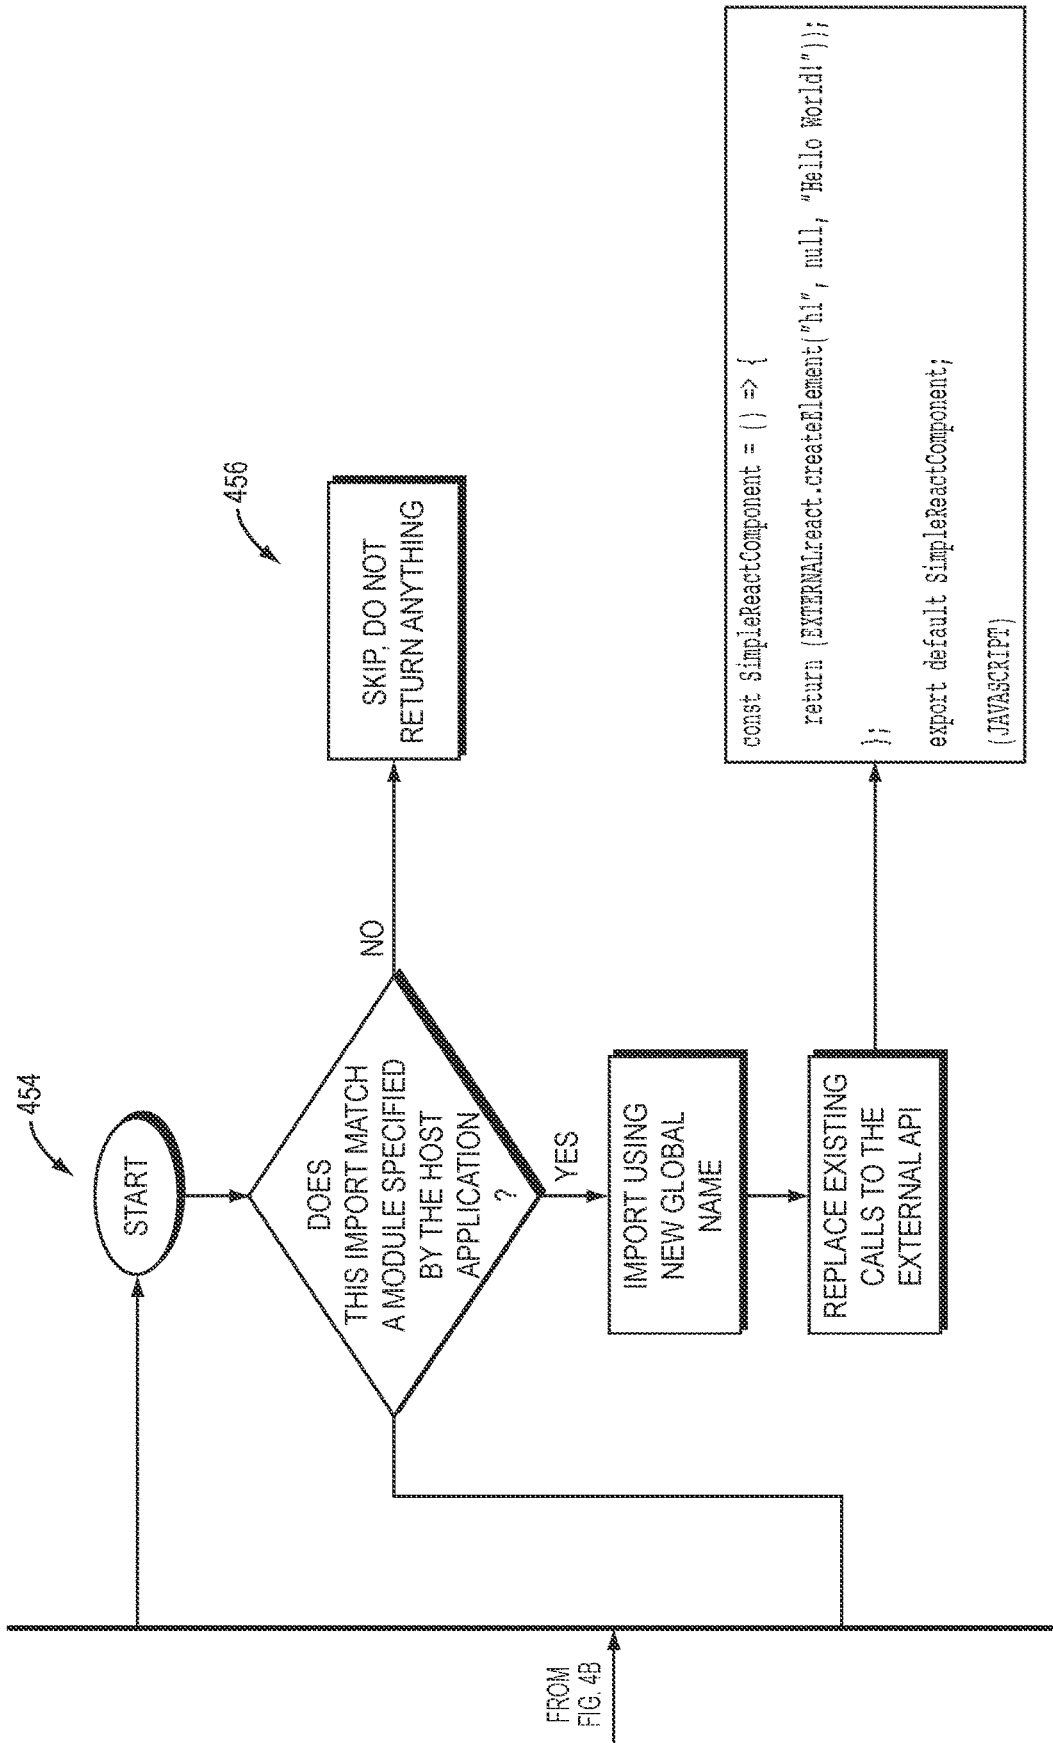 454
START
DOES
THIS IMPORT MATCH
A MODULE SPECIFIED
BY THE HOST
APPLICATION
?
NO
456
SKIP, DO NOT
RETURN ANYTHING
YES
IMPORT USING
NEW GLOBAL
NAME
REPLACE EXISTING
CALLS TO THE
EXTERNAL API
const SimpleReactComponent = () => {
return (EXTERNALreact.createElement("h1", null, "Hello World!"));
};
export default SimpleReactComponent;
(JAVASCRIPT)
FROM
FIG. 4B